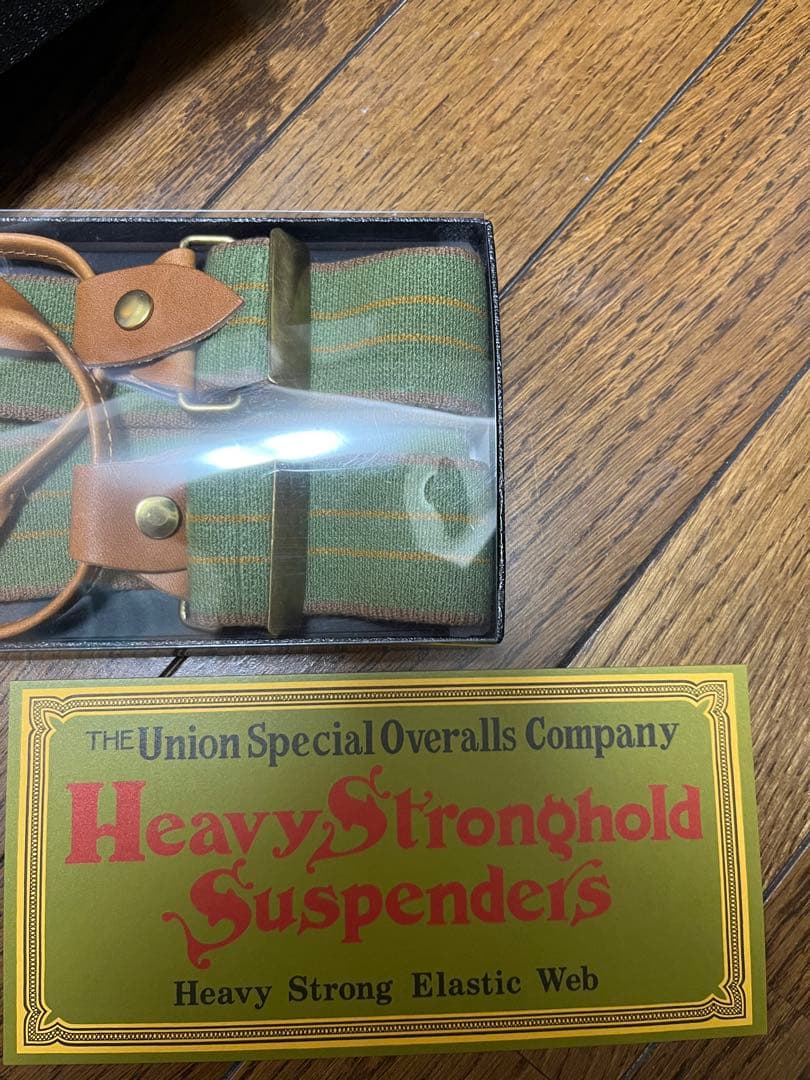 THE Union Special Overalls Company
Heavy Stronghold
Suspenders
Heavy Strong Elastic Web